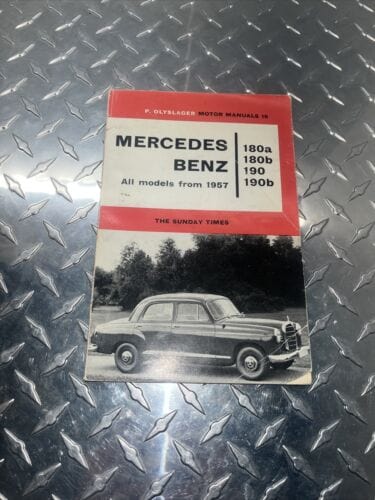 P. OLYSLAGER MOTOR MANUALS 16
MERCEDES
BENZ
All models from 1957
180a
180b
190
190b
THE SUNDAY TIMES